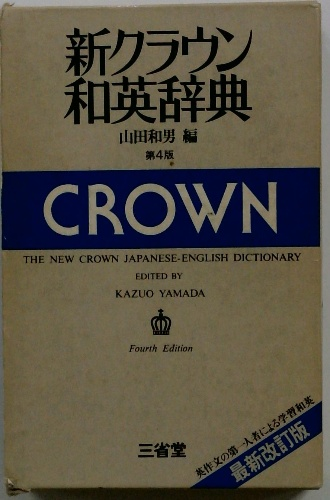 新クラウン
和英辞典
山田和男 編
第4版
CROWN
THE NEW CROWN JAPANESE-ENGLISH DICTIONARY
EDITED BY
KAZUO YAMADA
Fourth Edition
三省堂
英作文の第一人者による学習和英
最新改訂版